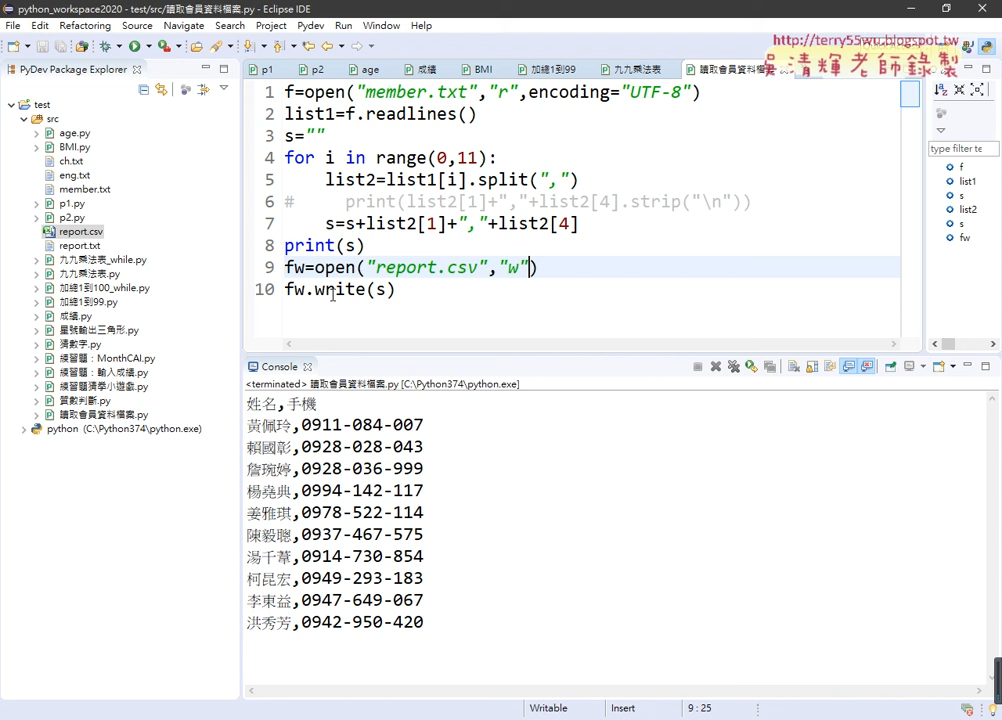 python_workspace2020 - test/src/讀取會員資料檔案.py - Eclipse IDE
File Edit Refactoring Source Navigate Search Project Pydev Run Window Help
http://terry55wu.blogspot.tw
吳清輝老師錄製
PyDev Package Explorer
p1 p2 age 成績 BMI 加總1到99 九九乘法表 讀取會員資料檔
test
src
age.py
BMI.py
ch.txt
eng.txt
member.txt
p1.py
p2.py
report.csv
report.txt
九九乘法表_while.py
九九乘法表.py
加總1到100_while.py
加總1到99.py
成績.py
星號輸出三角形.py
猜數字.py
練習題：MonthCAl.py
練習題：輸入成績.py
練習題猜學小遊戲.py
質數判斷.py
讀取會員資料檔案.py
python (C:\Python374\python.exe)
1 f=open("member.txt","r",encoding="UTF-8")
2 list1=f.readlines()
3 s=""
4 for i in range(0,11):
5 list2=list1[i].split(",")
6 # print(list2[1]+","+list2[4].strip("\n"))
7 s=s+list2[1]+","+list2[4]
8 print(s)
9 fw=open("report.csv","w")
10 fw.write(s)
type filter te
f
list1
s
list2
s
fw
Console
<terminated> 讀取會員資料檔案.py [C:\Python374\python.exe]
姓名,手機
黃佩玲,0911-084-007
賴國彰,0928-028-043
詹琬婷,0928-036-999
楊堯典,0994-142-117
姜雅琪,0978-522-114
陳毅聰,0937-467-575
湯千葦,0914-730-854
柯昆宏,0949-293-183
李東益,0947-649-067
洪秀芳,0942-950-420
Writable Insert 9 : 25